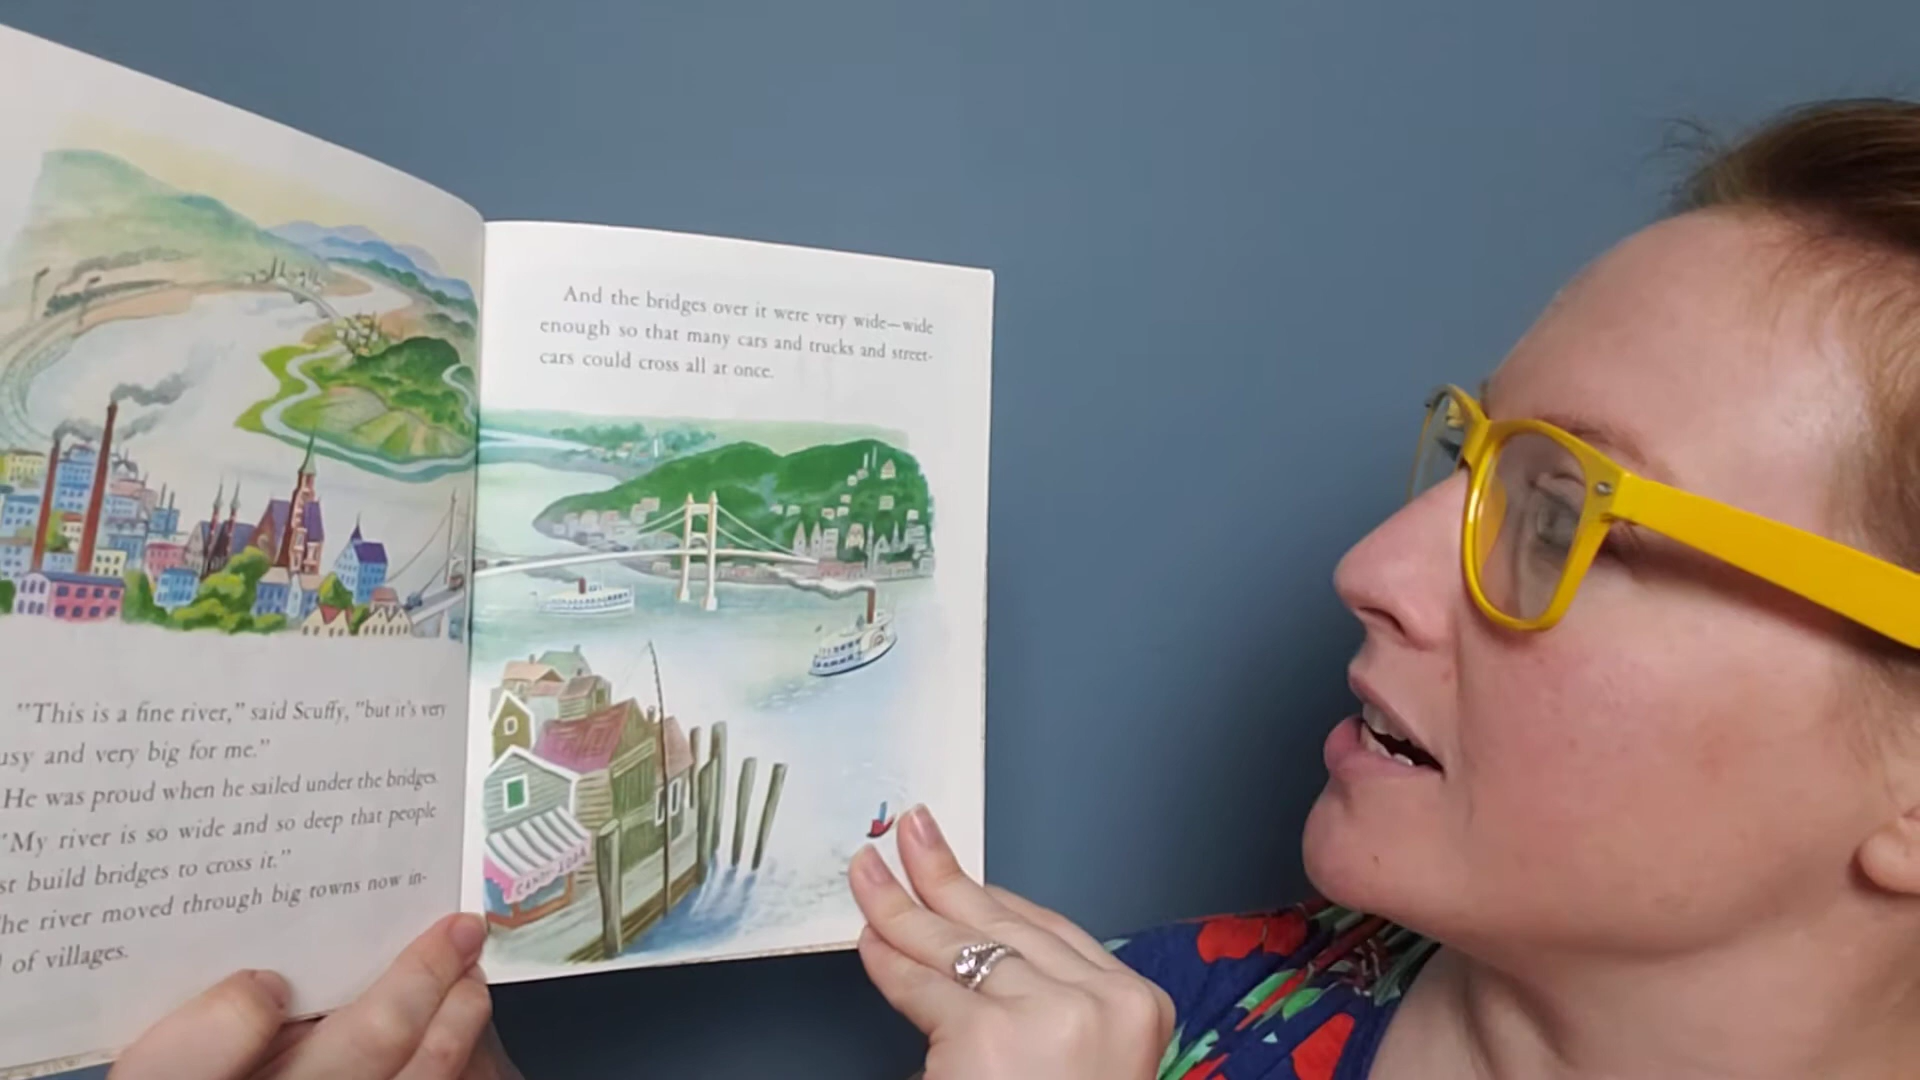 "This is a fine river," said Scuffy, "but it's very
usy and very big for me."
He was proud when he sailed under the bridges.
"My river is so wide and so deep that people
st build bridges to cross it."
The river moved through big towns now in-
of villages.
And the bridges over it were very wide—wide
enough so that many cars and trucks and street-
cars could cross all at once.
CANDY SODA